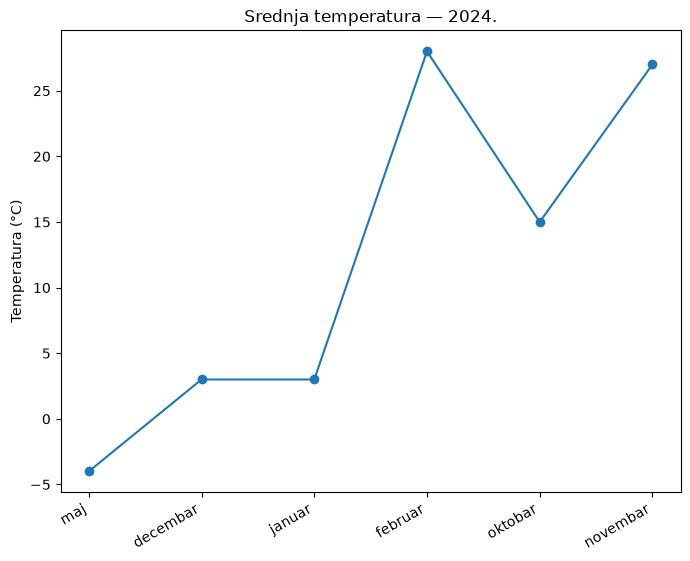 Srednja temperatura — 2024.
Temperatura (°C)
25
20
15
10
5
0
−5
maj
decembar
januar
februar
oktobar
novembar